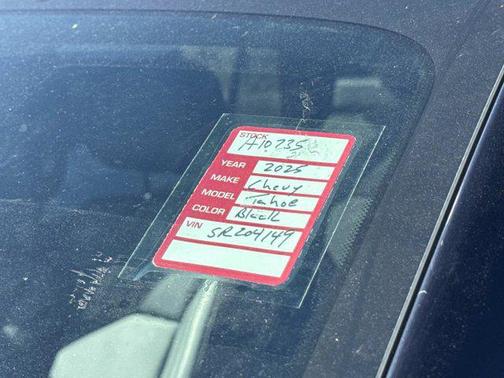 STOCK A10735
YEAR 2025
MAKE Chevy
MODEL Tahoe
COLOR Black
VIN SR204149